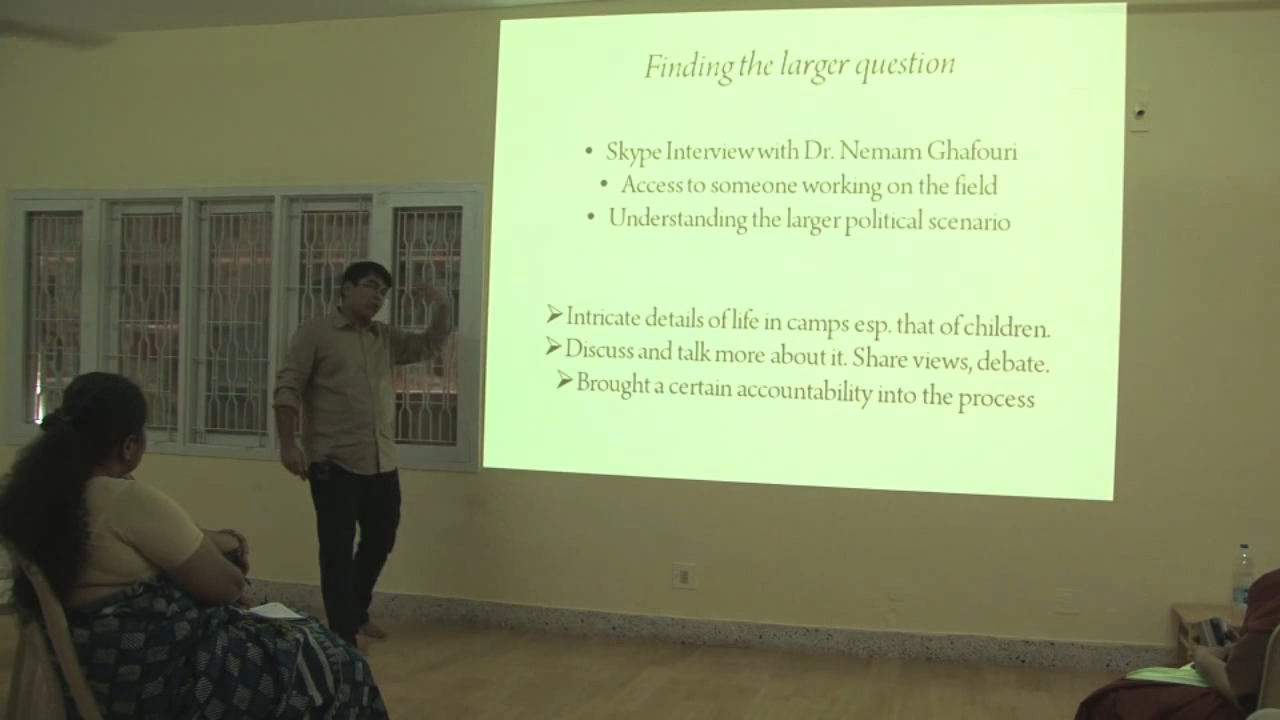 Finding the larger question
• Skype Interview with Dr. Nemam Ghafouri
• Access to someone working on the field
• Understanding the larger political scenario
➢ Intricate details of life in camps esp. that of children.
➢ Discuss and talk more about it. Share views, debate.
➢ Brought a certain accountability into the process